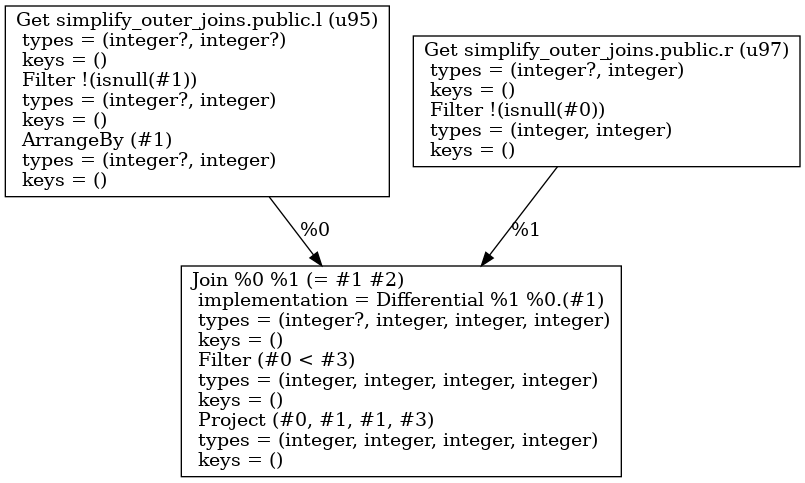 Get simplify_outer_joins.public.l (u95)
types = (integer?, integer?)
keys = ()
Filter !(isnull(#1))
types = (integer?, integer)
keys = ()
ArrangeBy (#1)
types = (integer?, integer)
keys = ()
Get simplify_outer_joins.public.r (u97)
types = (integer?, integer)
keys = ()
Filter !(isnull(#0))
types = (integer, integer)
keys = ()
%0
%1
Join %0 %1 (= #1 #2)
implementation = Differential %1 %0.(#1)
types = (integer?, integer, integer, integer)
keys = ()
Filter (#0 < #3)
types = (integer, integer, integer, integer)
keys = ()
Project (#0, #1, #1, #3)
types = (integer, integer, integer, integer)
keys = ()